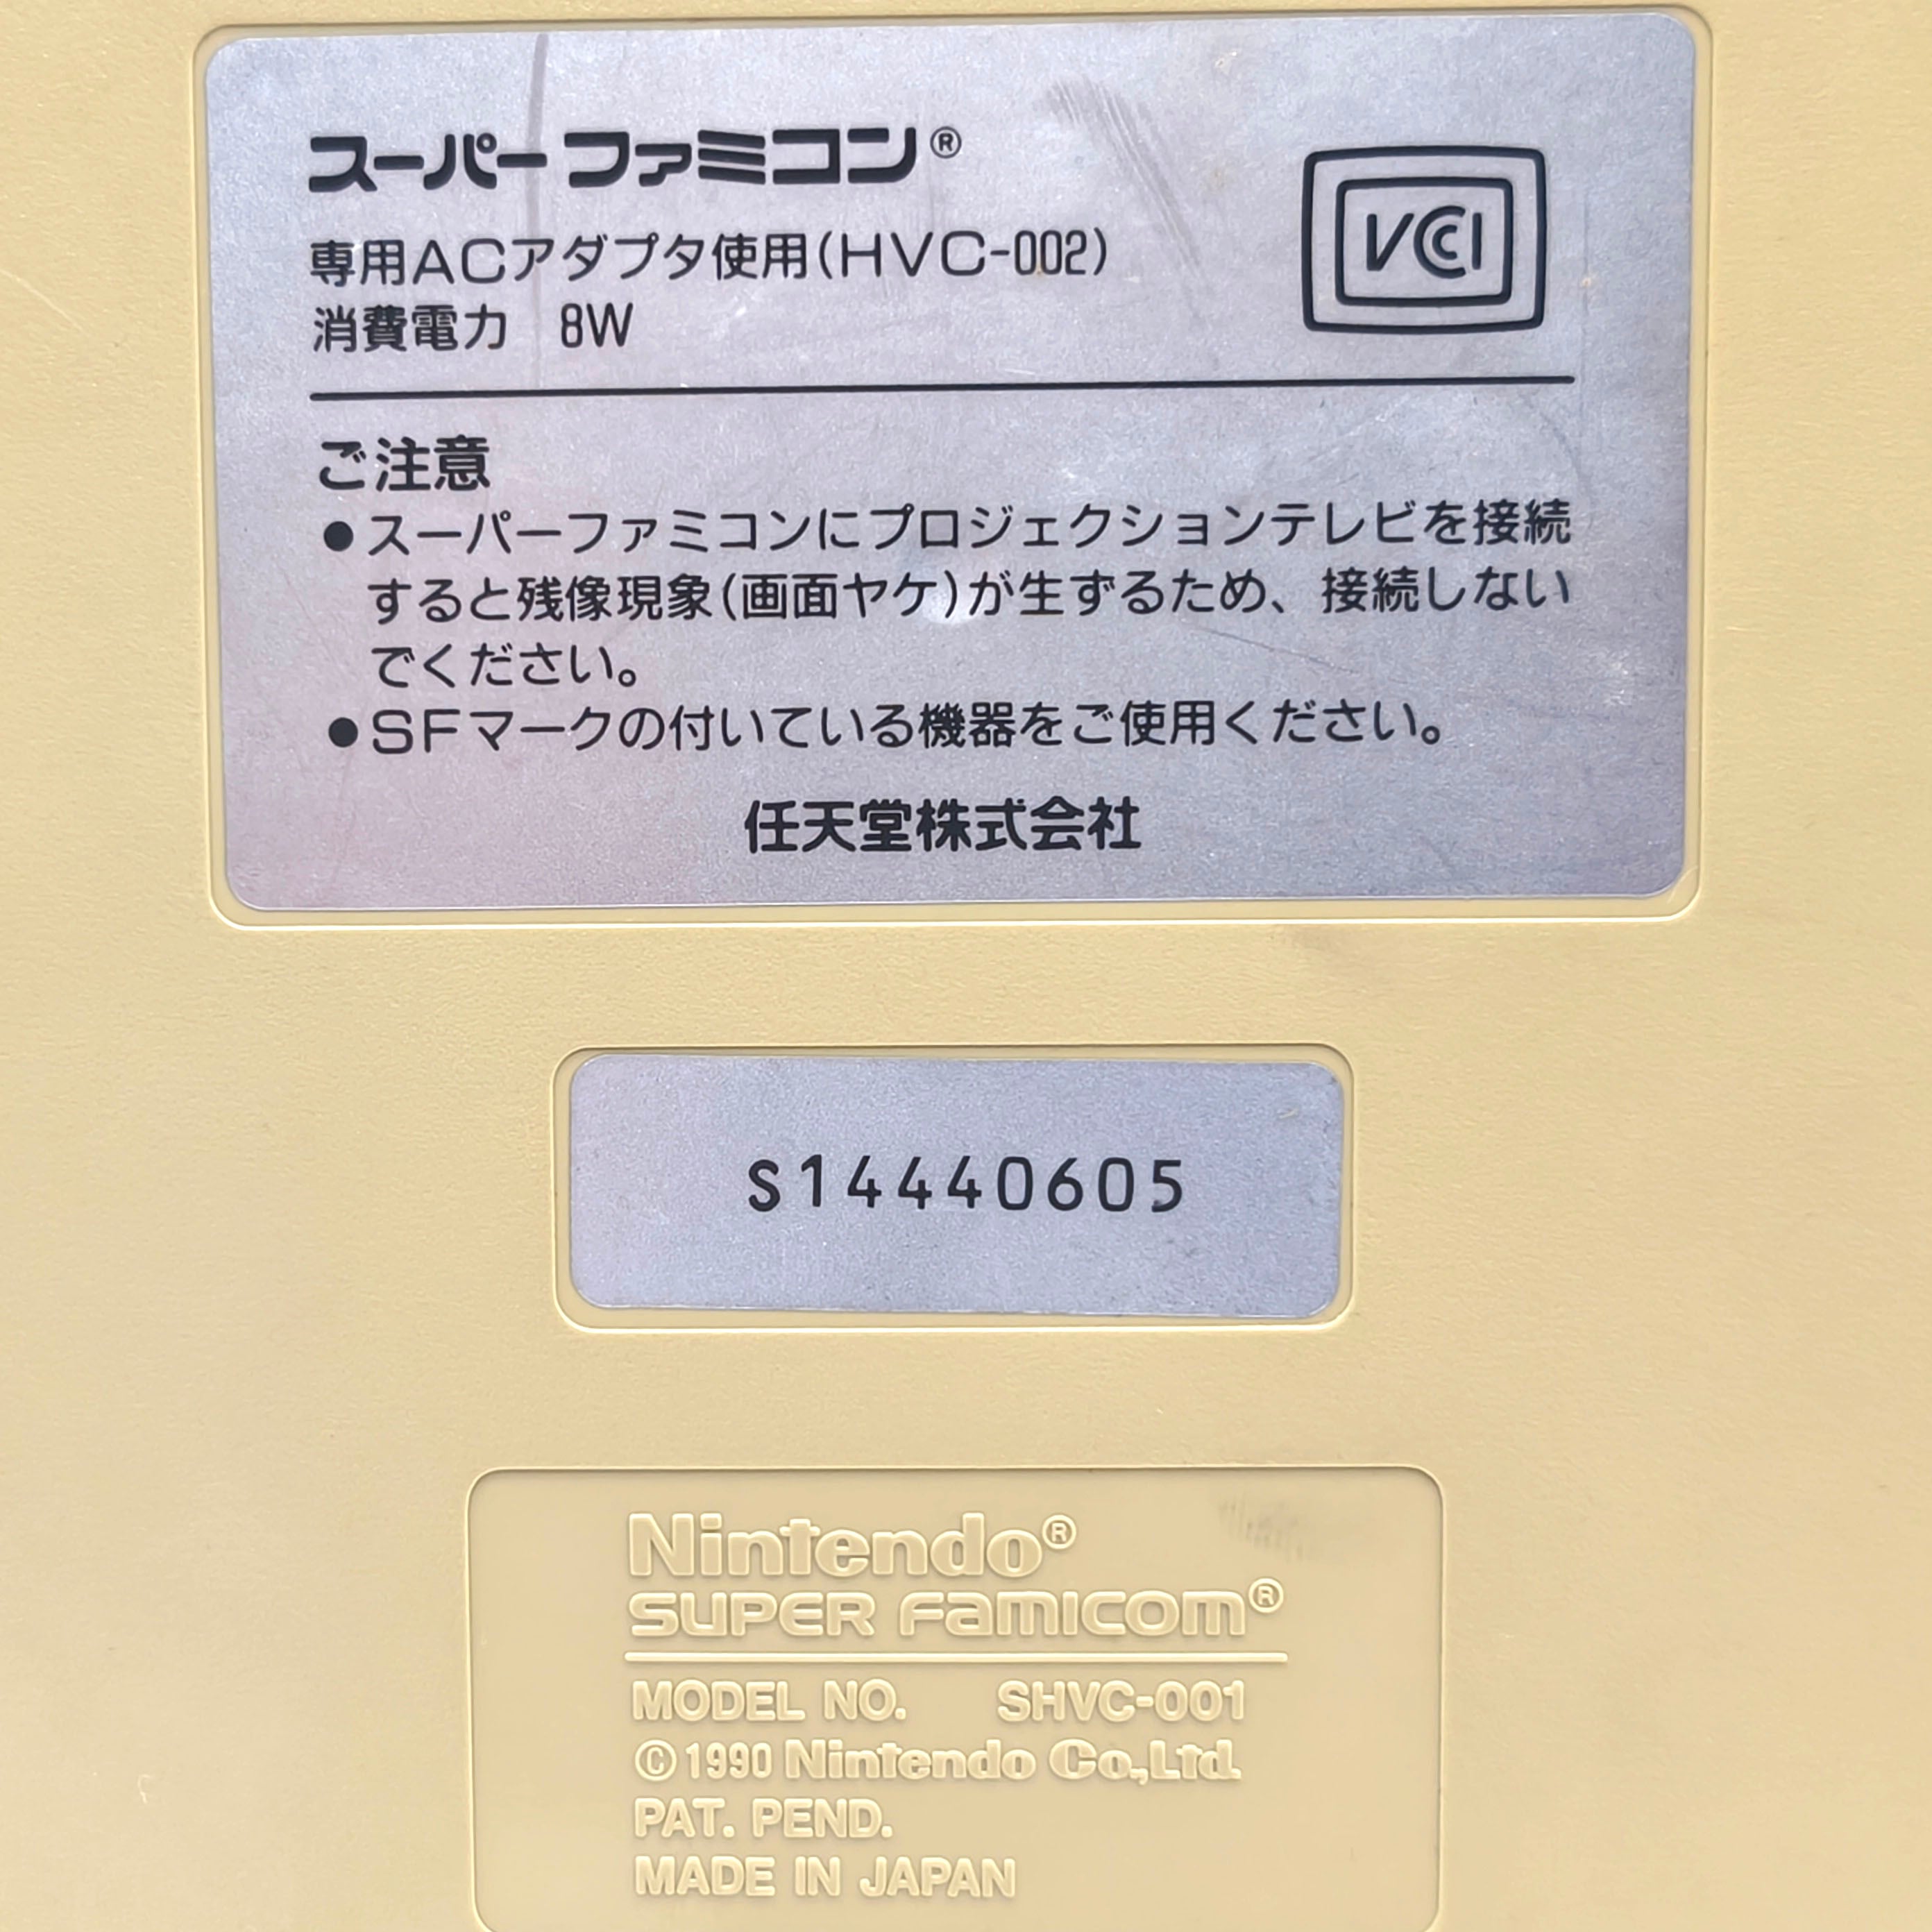 スーパーファミコン®
専用ACアダプタ使用(HVC-002)
消費電力 8W
VCCI
ご注意
●スーパーファミコンにプロジェクションテレビを接続
すると残像現象(画面ヤケ)が生ずるため、接続しない
でください。
●SFマークの付いている機器をご使用ください。
任天堂株式会社
S14440605
Nintendo®
SUPER FAMICOM®
MODEL NO. SHVC-001
©1990 Nintendo Co.,Ltd.
PAT. PEND.
MADE IN JAPAN